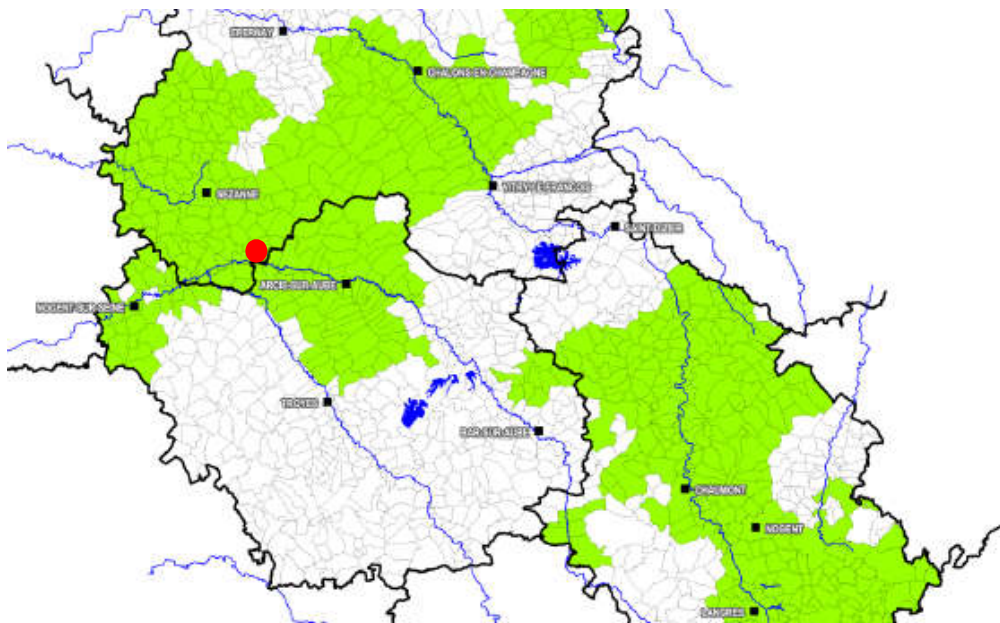 EPERNAY
CHALONS-EN-CHAMPAGNE
VITRY-LE-FRANCOIS
SEZANNE
SAINT-DIZIER
ARCIS-SUR-AUBE
NOGENT-SUR-SEINE
TROYES
BAR-SUR-AUBE
CHAUMONT
NOGENT
LANGRES